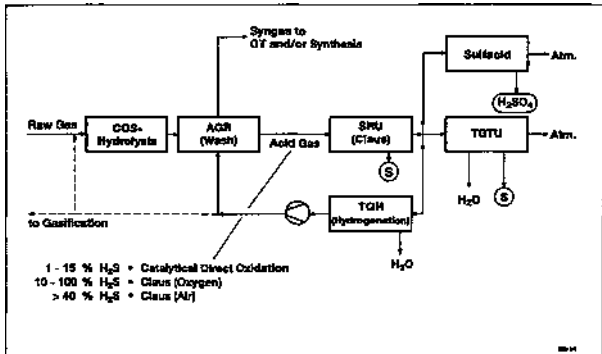 Syngas to
GT and/or Synthesis
Sulfacid
Atm.
H₂SO₄
Raw Gas
COS-
Hydrolysis
AGR
(Wash)
Acid Gas
SRU
(Claus)
TGTU
Atm.
S
H₂O
S
TGH
(Hydrogenation)
to Gasification
H₂O
1 - 15 % H₂S • Catalytical Direct Oxidation
10 - 100 % H₂S • Claus (Oxygen)
> 40 % H₂S • Claus (Air)